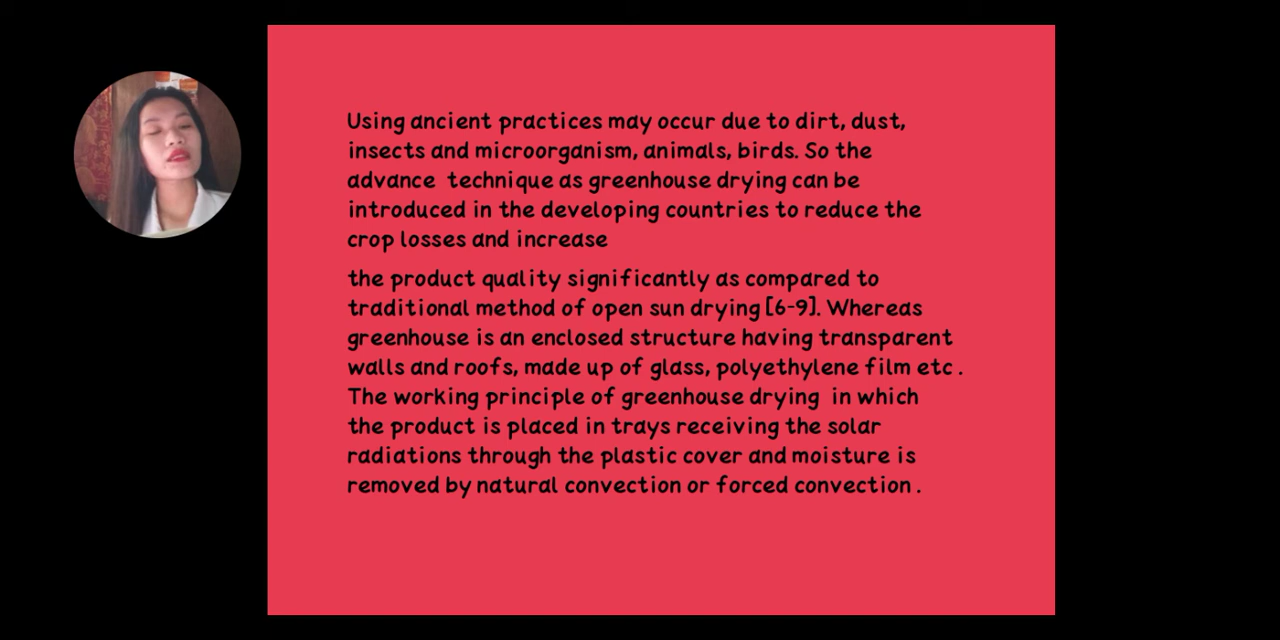 Using ancient practices may occur due to dirt, dust,
insects and microorganism, animals, birds. So the
advance technique as greenhouse drying can be
introduced in the developing countries to reduce the
crop losses and increase
the product quality significantly as compared to
traditional method of open sun drying [6-9]. Whereas
greenhouse is an enclosed structure having transparent
walls and roofs, made up of glass, polyethylene film etc .
The working principle of greenhouse drying in which
the product is placed in trays receiving the solar
radiations through the plastic cover and moisture is
removed by natural convection or forced convection .